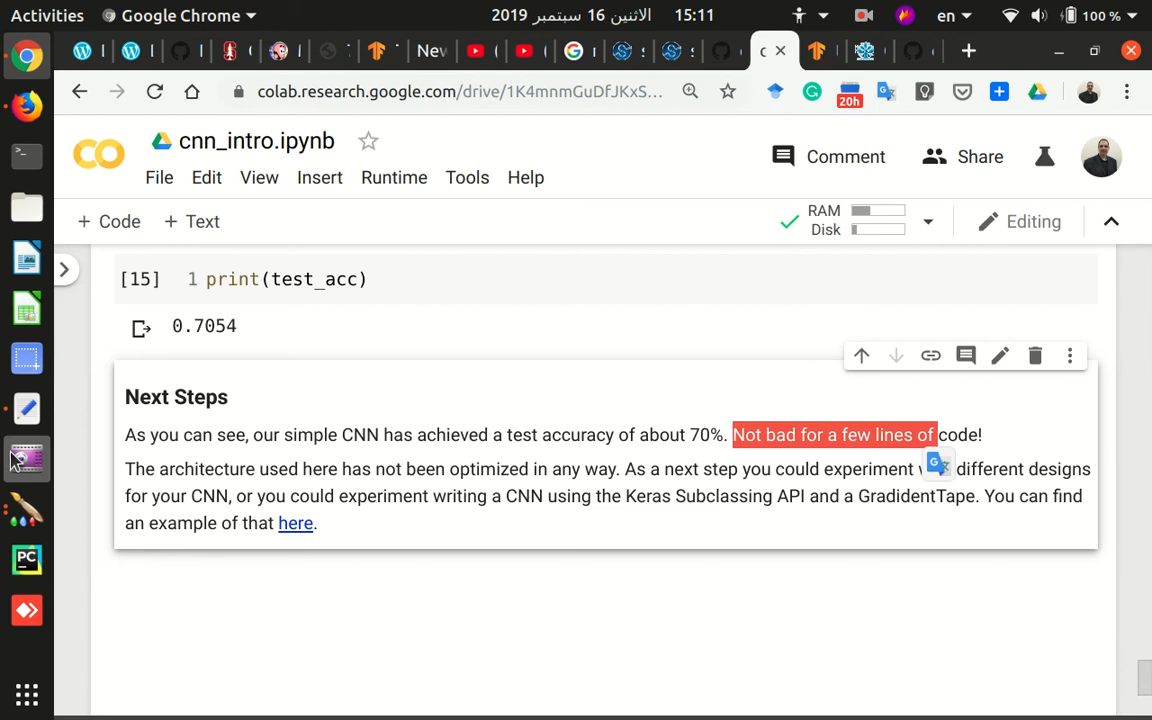 Activities Google Chrome الاثنين 16 سبتمبر 2019 15:11 en 100 %
New
colab.research.google.com/drive/1K4mnmGuDfJKxS... 20h
cnn_intro.ipynb
Comment Share
File Edit View Insert Runtime Tools Help
+ Code + Text RAM Disk Editing
[15] 1 print(test_acc)
0.7054
Next Steps
As you can see, our simple CNN has achieved a test accuracy of about 70%. Not bad for a few lines of code!
The architecture used here has not been optimized in any way. As a next step you could experiment different designs
for your CNN, or you could experiment writing a CNN using the Keras Subclassing API and a GradidentTape. You can find
an example of that here.
PC